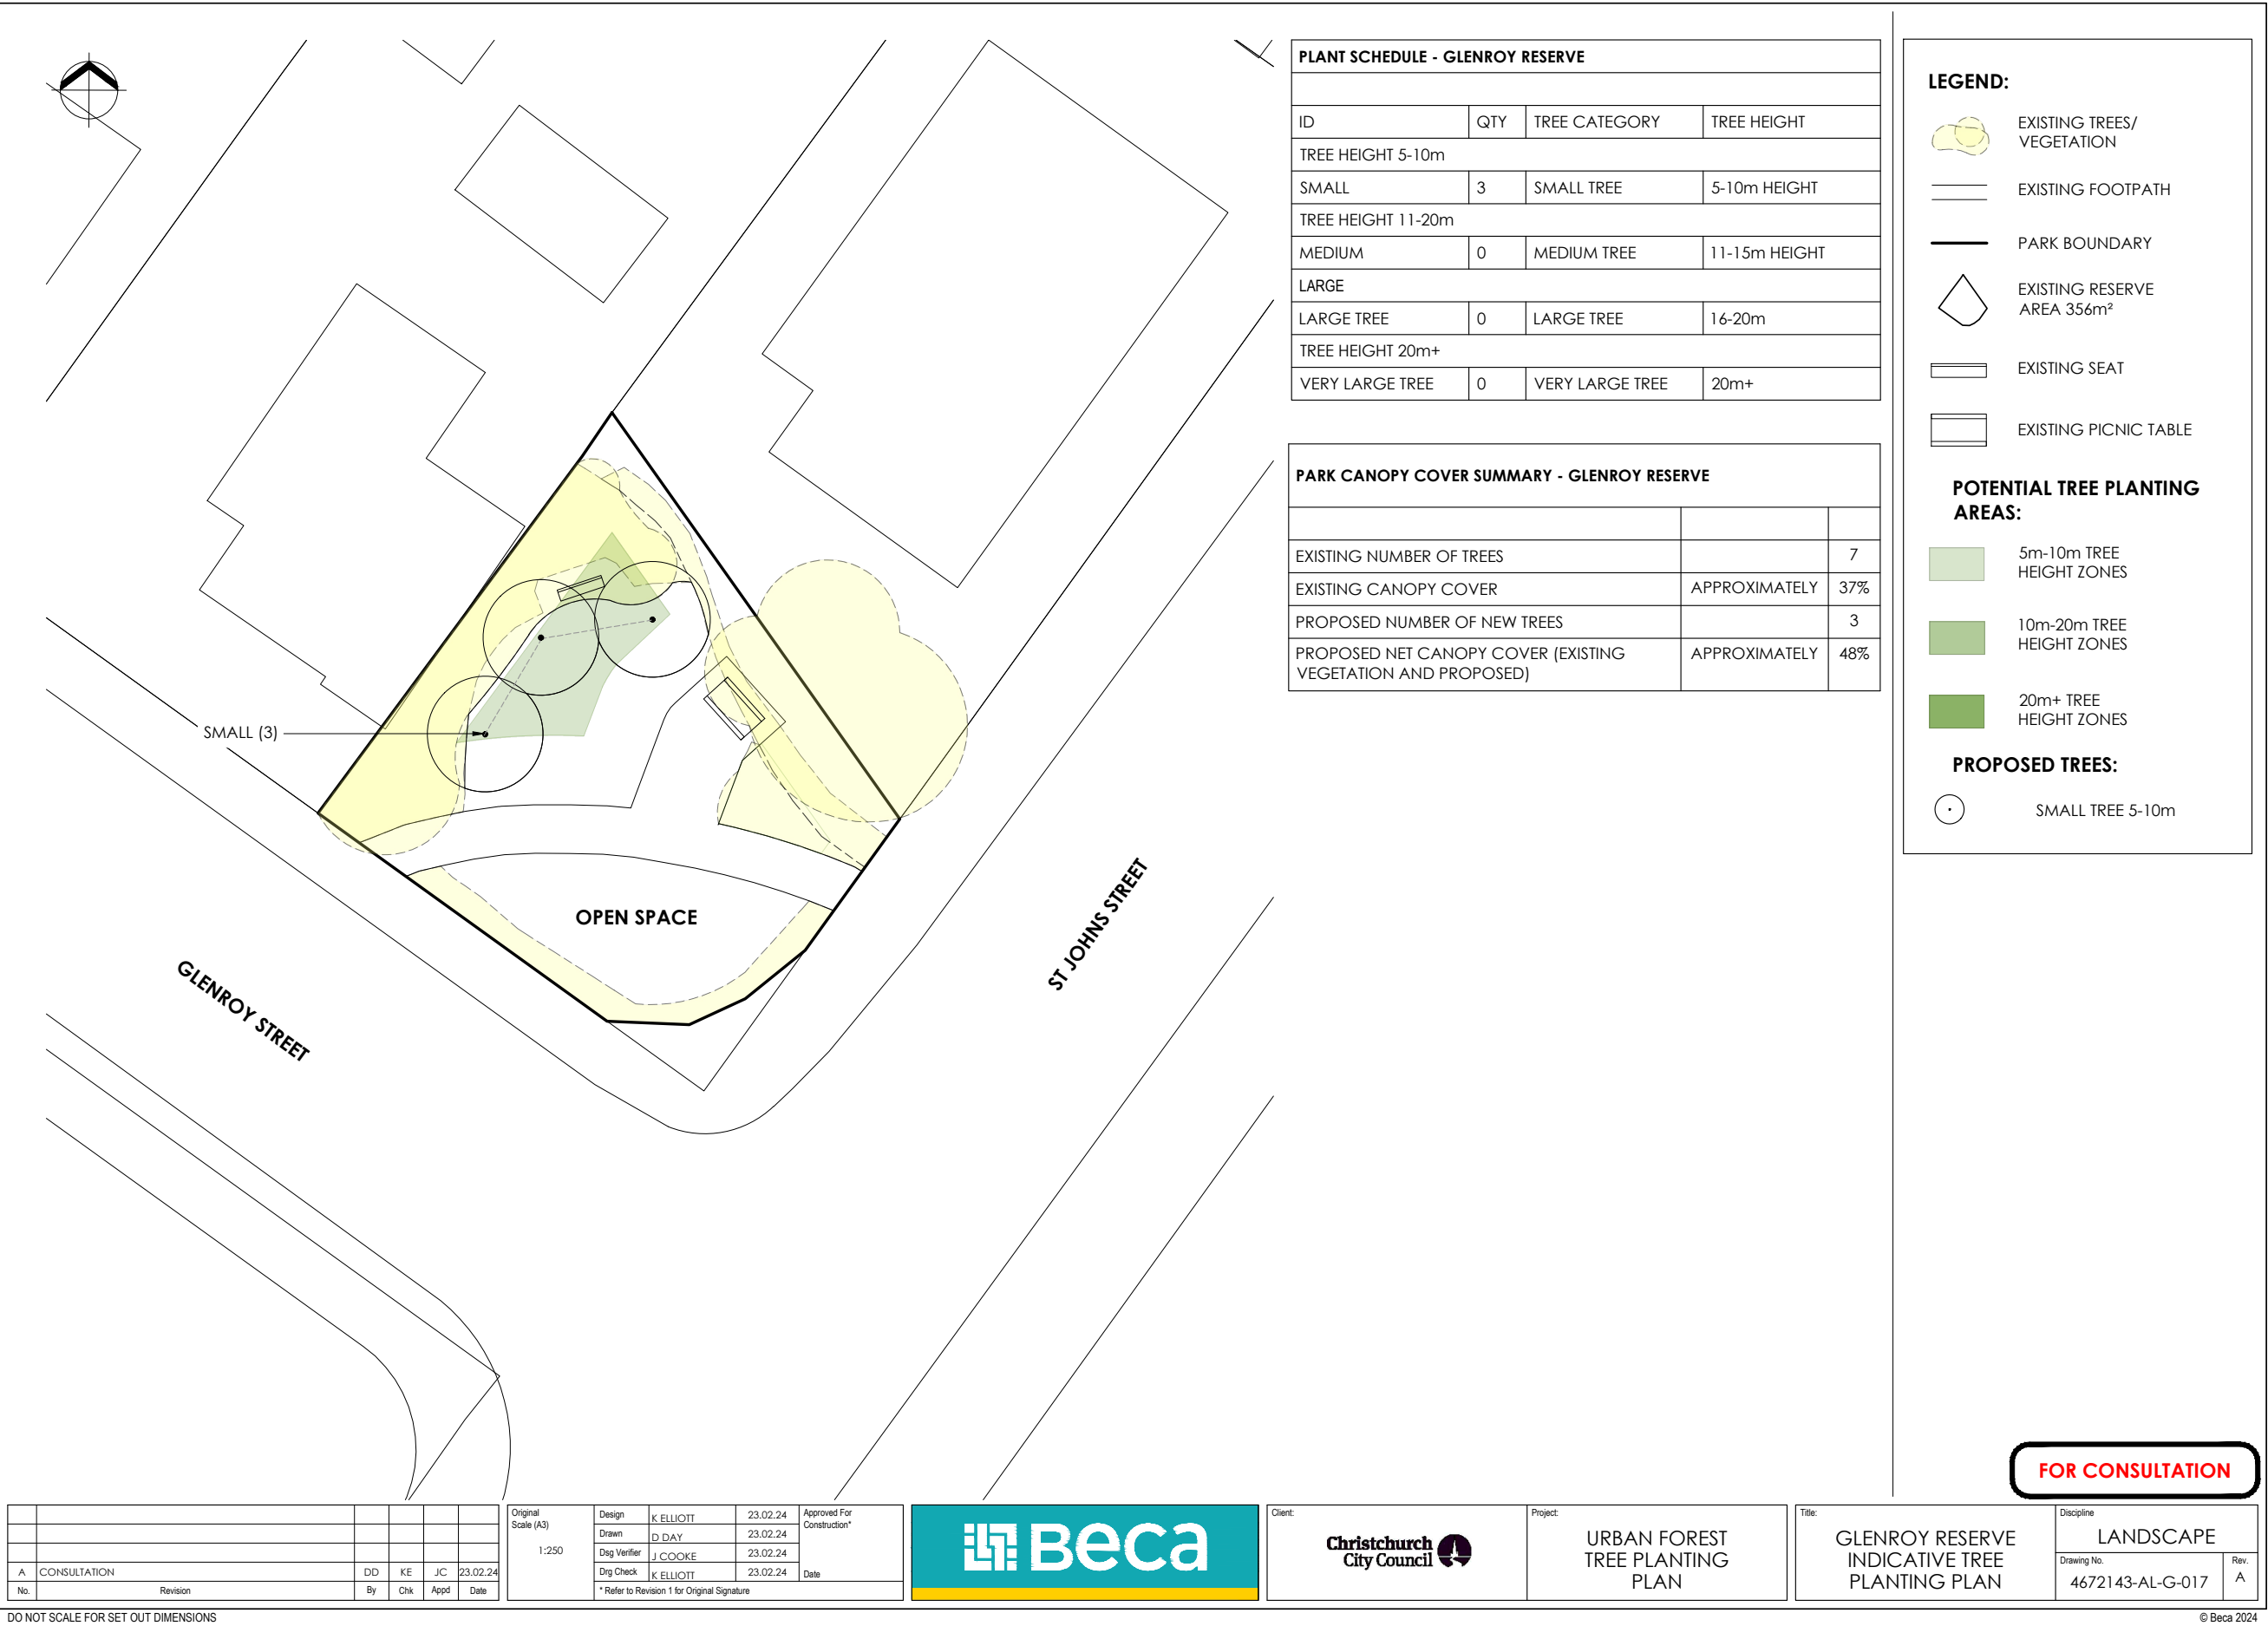 PLANT SCHEDULE - GLENROY RESERVE
ID QTY TREE CATEGORY TREE HEIGHT
TREE HEIGHT 5-10m
SMALL 3 SMALL TREE 5-10m HEIGHT
TREE HEIGHT 11-20m
MEDIUM 0 MEDIUM TREE 11-15m HEIGHT
LARGE
LARGE TREE 0 LARGE TREE 16-20m
TREE HEIGHT 20m+
VERY LARGE TREE 0 VERY LARGE TREE 20m+
PARK CANOPY COVER SUMMARY - GLENROY RESERVE
EXISTING NUMBER OF TREES 7
EXISTING CANOPY COVER APPROXIMATELY 37%
PROPOSED NUMBER OF NEW TREES 3
PROPOSED NET CANOPY COVER (EXISTING APPROXIMATELY 48%
VEGETATION AND PROPOSED)
LEGEND:
EXISTING TREES/
VEGETATION
EXISTING FOOTPATH
PARK BOUNDARY
EXISTING RESERVE
AREA 356m²
EXISTING SEAT
EXISTING PICNIC TABLE
POTENTIAL TREE PLANTING
AREAS:
5m-10m TREE
HEIGHT ZONES
10m-20m TREE
HEIGHT ZONES
20m+ TREE
HEIGHT ZONES
PROPOSED TREES:
SMALL TREE 5-10m
SMALL (3)
OPEN SPACE
GLENROY STREET
ST JOHNS STREET
FOR CONSULTATION
A CONSULTATION DD KE JC 23.02.24
No. Revision By Chk Appd Date
Original
Scale (A3)
1:250
Design K ELLIOTT 23.02.24
Drawn D DAY 23.02.24
Dsg Verifier J COOKE 23.02.24
Drg Check K ELLIOTT 23.02.24
* Refer to Revision 1 for Original Signature
Approved For
Construction*
Date
Beca
Client:
Christchurch
City Council
Project:
URBAN FOREST
TREE PLANTING
PLAN
Title:
GLENROY RESERVE
INDICATIVE TREE
PLANTING PLAN
Discipline
LANDSCAPE
Drawing No.
4672143-AL-G-017
Rev.
A
DO NOT SCALE FOR SET OUT DIMENSIONS
© Beca 2024